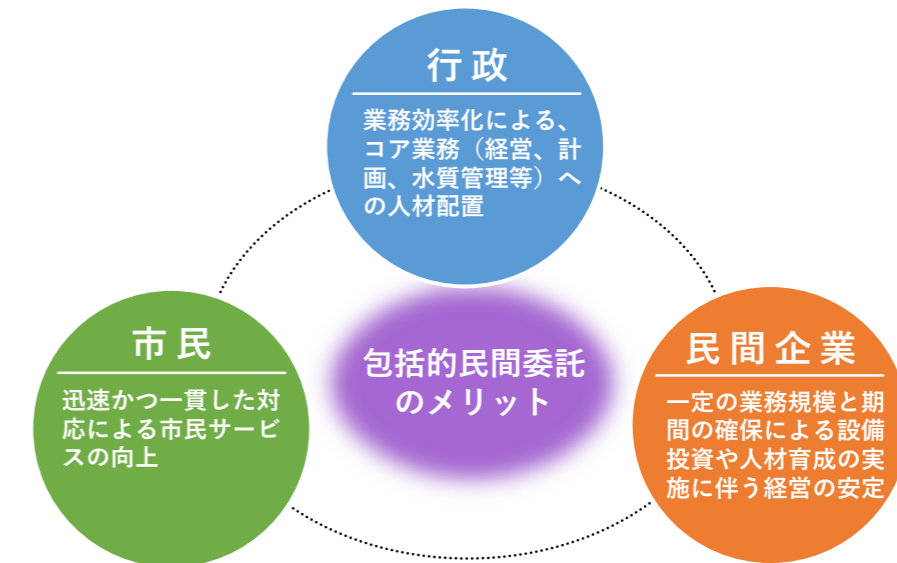 行政
業務効率化による、
コア業務（経営、計
画、水質管理等）へ
の人材配置
包括的民間委託
のメリット
市民
迅速かつ一貫した対
応による市民サービ
スの向上
民間企業
一定の業務規模と期
間の確保による設備
投資や人材育成の実
施に伴う経営の安定